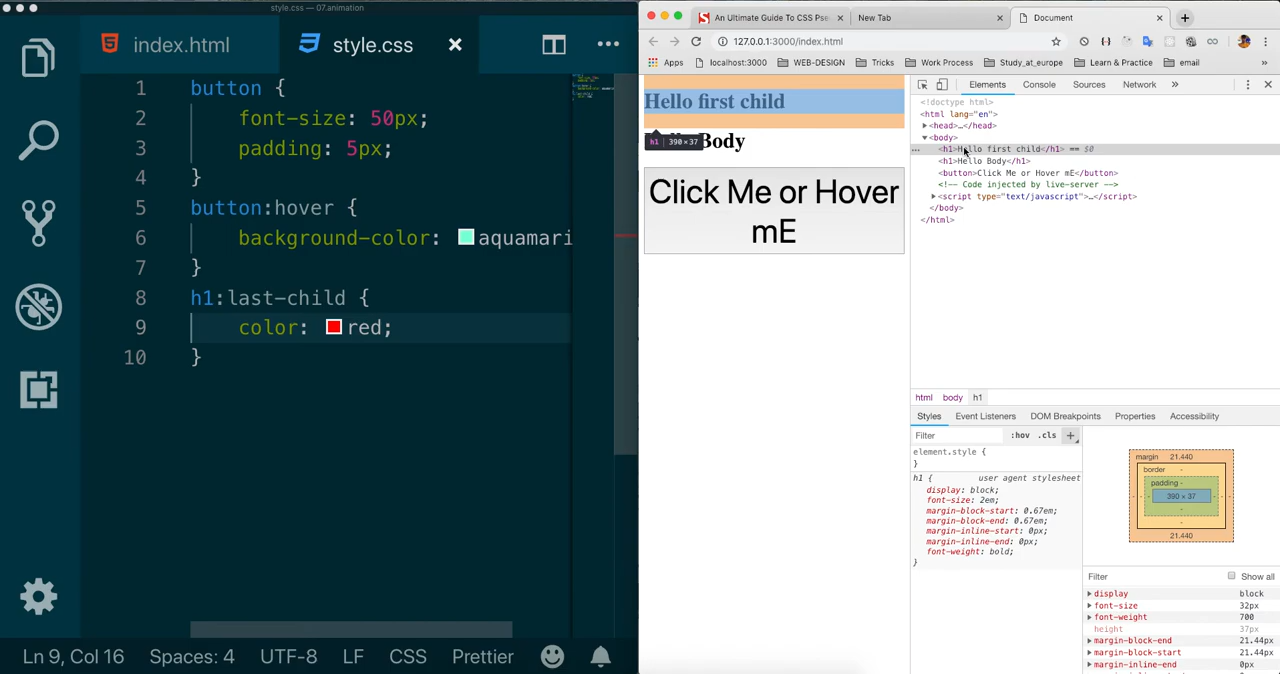 style.css — 07.animation
index.html
style.css
1 button {
2 font-size: 50px;
3 padding: 5px;
4 }
5 button:hover {
6 background-color: aquamari
7 }
8 h1:last-child {
9 color: red;
10 }
Ln 9, Col 16 Spaces: 4 UTF-8 LF CSS Prettier
An Ultimate Guide To CSS Pse
New Tab
Document
127.0.0.1:3000/index.html
Apps localhost:3000 WEB-DESIGN Tricks Work Process Study_at_europe Learn & Practice email
Hello first child
h1 390×37
Body
Click Me or Hover
mE
Elements Console Sources Network
<!doctype html>
<html lang="en">
<head>…</head>
<body>
<h1>Hello first child</h1> == $0
<h1>Hello Body</h1>
<button>Click Me or Hover mE</button>
<!-- Code injected by live-server -->
<script type="text/javascript">…</script>
</body>
</html>
html body h1
Styles Event Listeners DOM Breakpoints Properties Accessibility
Filter :hov .cls +
element.style {
}
h1 { user agent stylesheet
display: block;
font-size: 2em;
margin-block-start: 0.67em;
margin-block-end: 0.67em;
margin-inline-start: 0px;
margin-inline-end: 0px;
font-weight: bold;
}
margin 21.440
border -
padding -
- - - 390 × 37 - - -
-
-
21.440
Filter Show all
display block
font-size 32px
font-weight 700
height 37px
margin-block-end 21.44px
margin-block-start 21.44px
margin-inline-end 0px